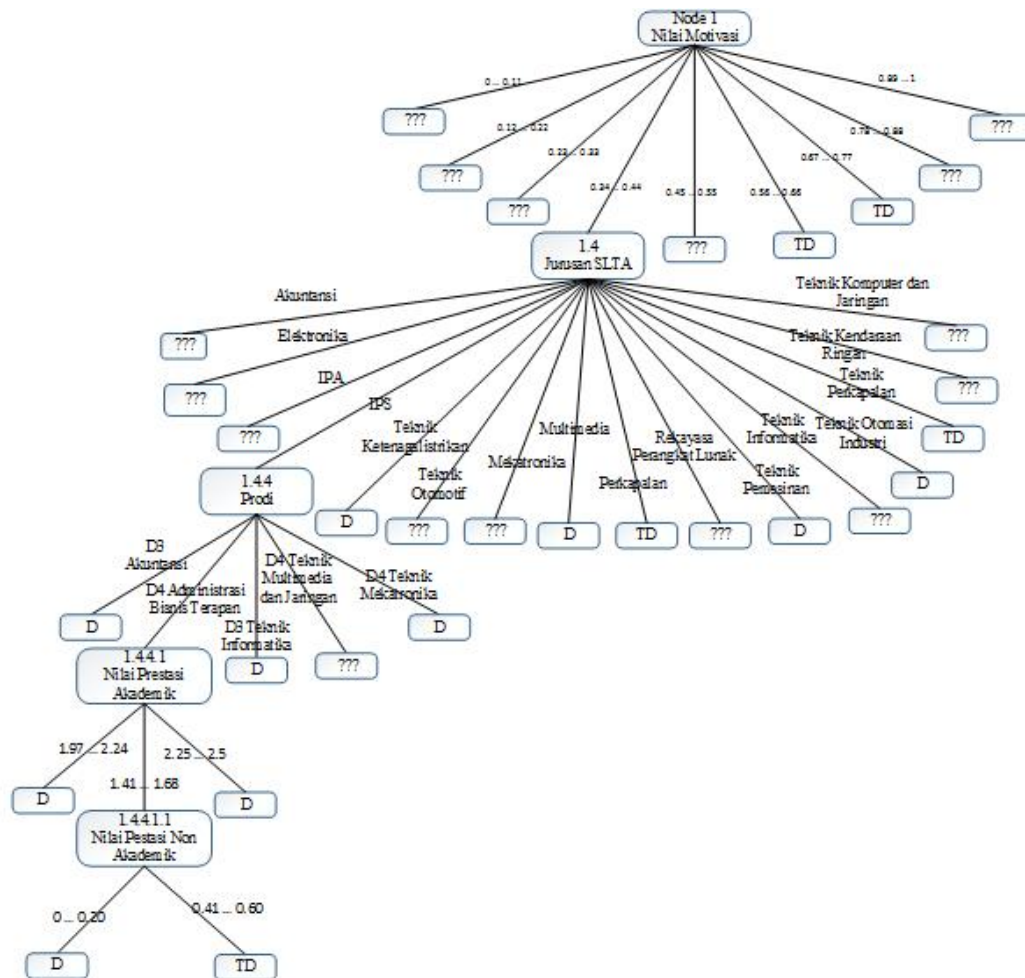 Node 1
Nilai Motivasi
0 ... 0.11
0.89 ...1
???
???
0.12 ... 0.22
0.78 ... 0.88
0.23 ... 0.33
0.67 ... 0.77
???
???
0.34 ... 0.44
0.45 ... 0.55
0.56 ... 0.66
???
TD
1.4
Jurusan SLTA
???
TD
Akuntansi
Teknik Komputer dan
Jaringan
???
???
Elektronika
Teknik Kendaraan
Ringan
???
???
IPA
Teknik
Perkapalan
IPS
???
TD
Teknik
Ketenagalistrikan
Multimedia
Rekayasa
Perangkat Lunak
Teknik
Informatika
Teknik Otomasi
Industri
Teknik
Otomotif
Mekatronika
Perkapalan
Teknik
Pemesinan
D
1.4.4
Prodi
D
???
???
D
TD
???
D
???
D3
Akuntansi
D4 Administrasi
Bisnis Terapan
D3 Teknik
Informatika
D4 Teknik
Multimedia
dan Jaringan
D4 Teknik
Mekatronika
D
D
1.4.4.1
Nilai Prestasi
Akademik
D
???
1.97 ... 2.24
2.25 ... 2.5
1.41 ... 1.68
D
D
1.4.4.1.1
Nilai Pestasi Non
Akademik
0 ... 0.20
0.41 ... 0.60
D
TD